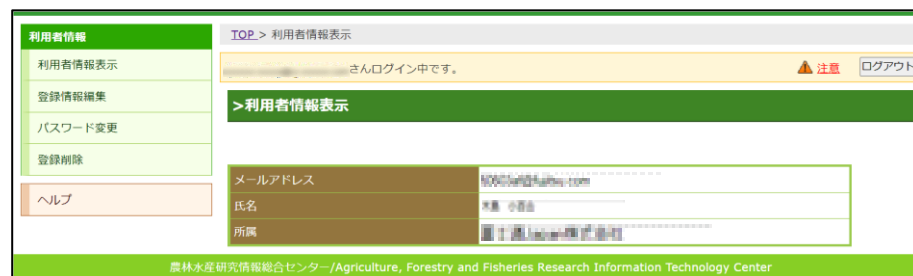 利用者情報
利用者情報表示
登録情報編集
パスワード変更
登録削除
ヘルプ
TOP > 利用者情報表示
さんログイン中です。
注意
ログアウト
>利用者情報表示
メールアドレス
氏名
所属
農林水産研究情報総合センター/Agriculture, Forestry and Fisheries Research Information Technology Center